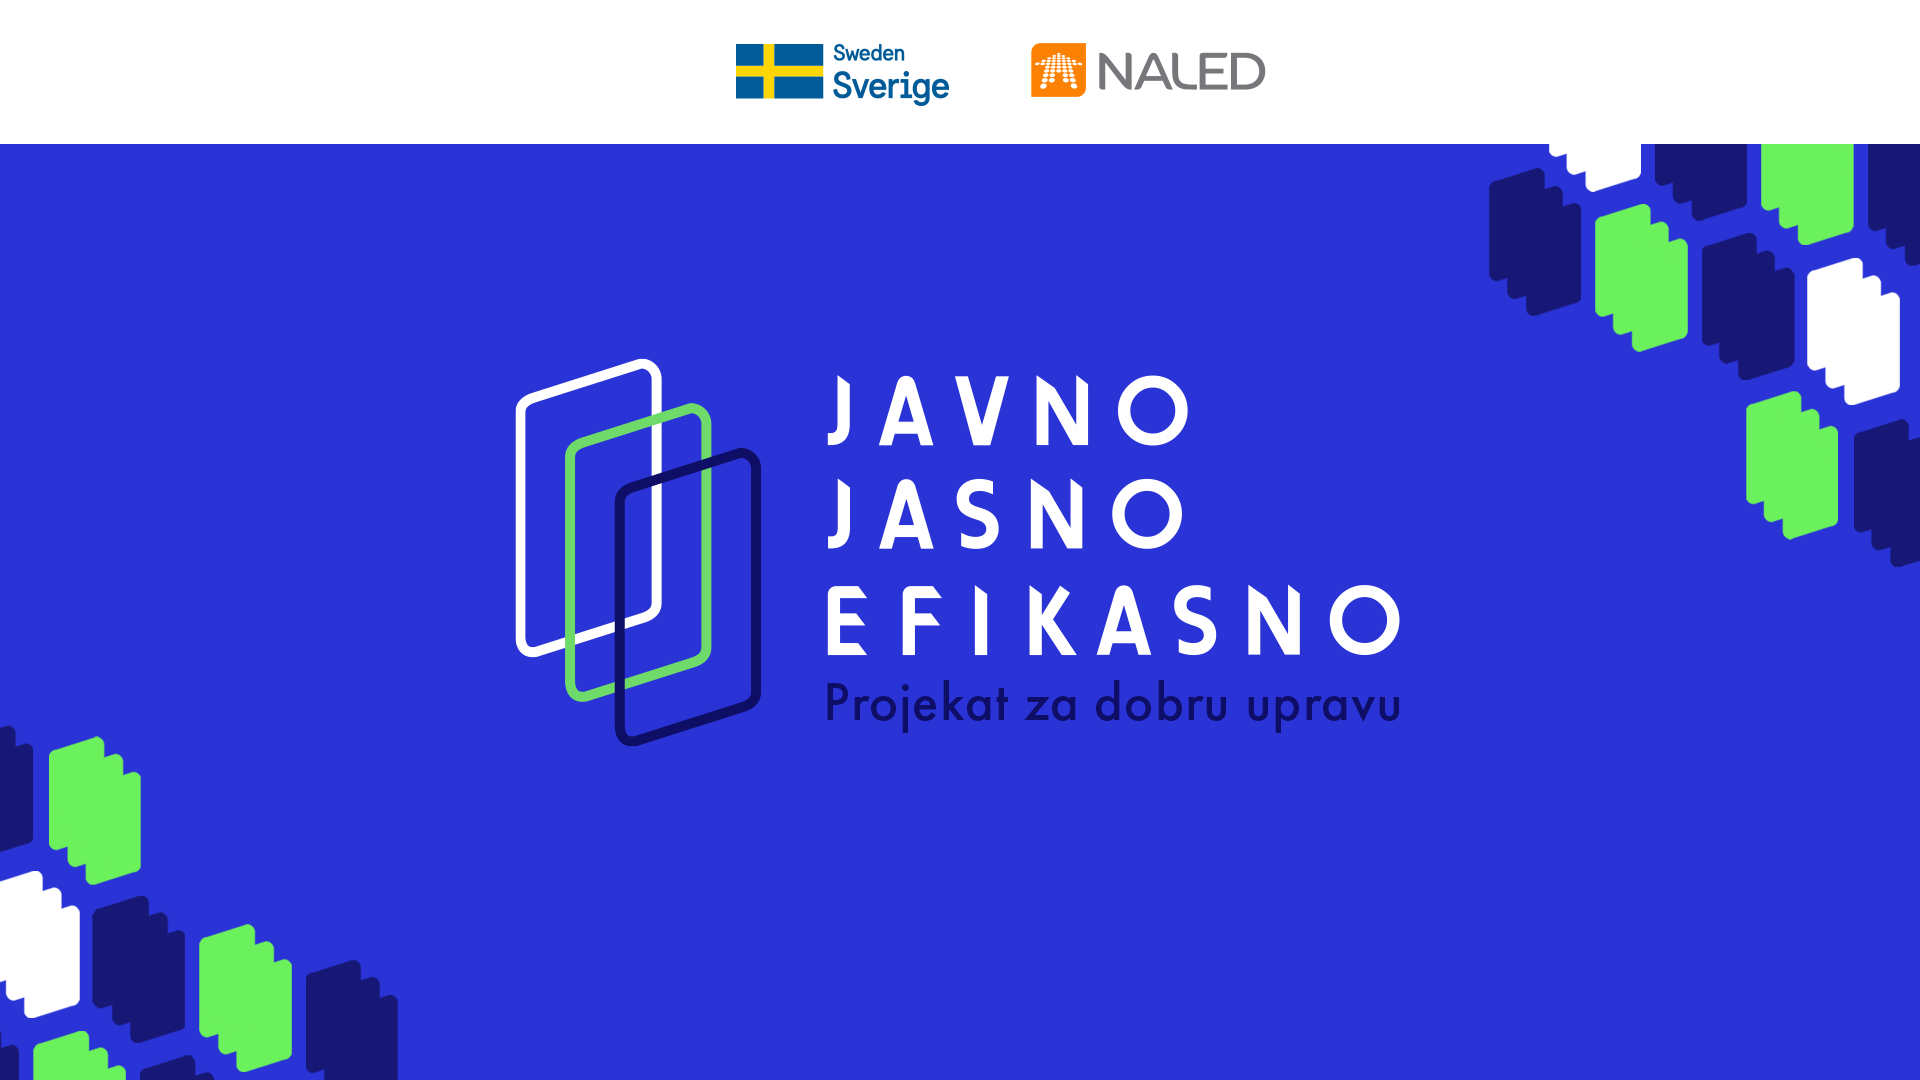 Sweden
Sverige
NALED
JAVNO
JASNO
EFIKASNO
Projekat za dobru upravu